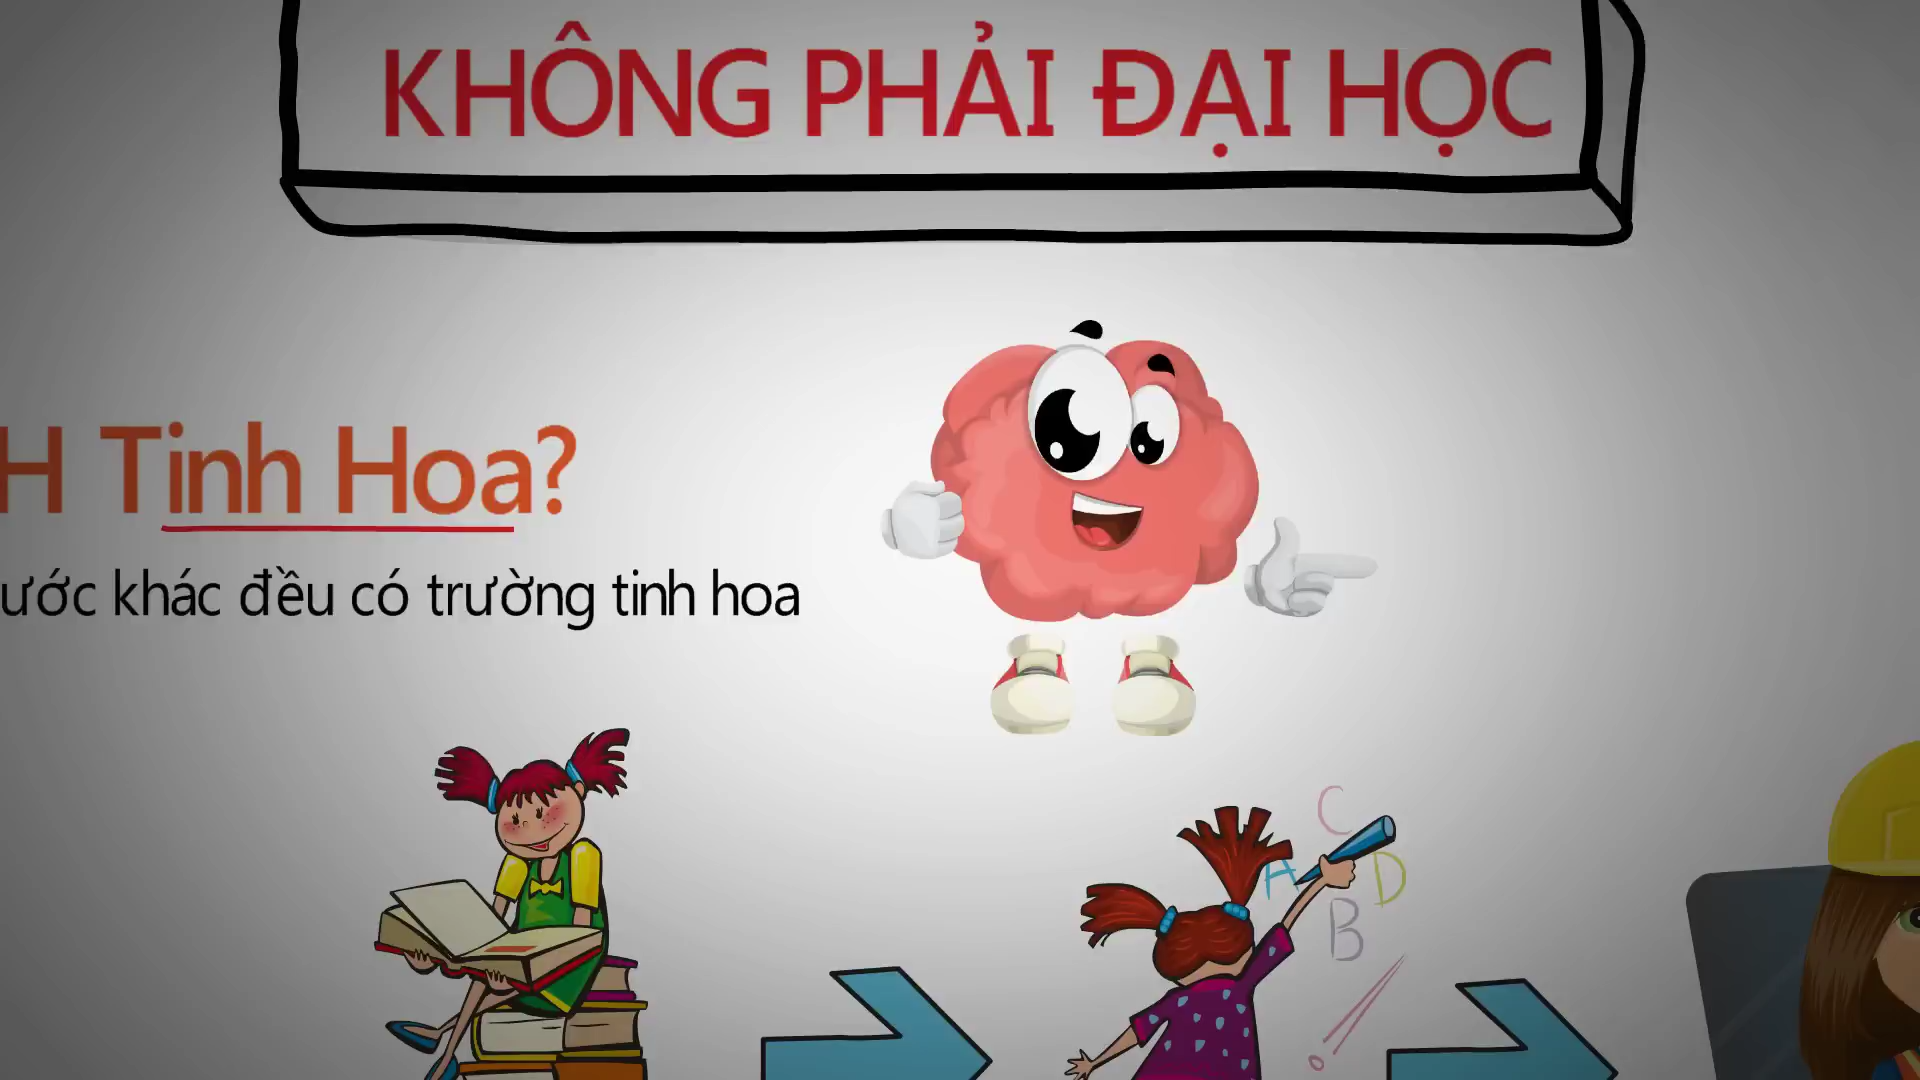 KHÔNG PHẢI ĐẠI HỌC
H Tinh Hoa?
ước khác đều có trường tinh hoa
C
A D
B